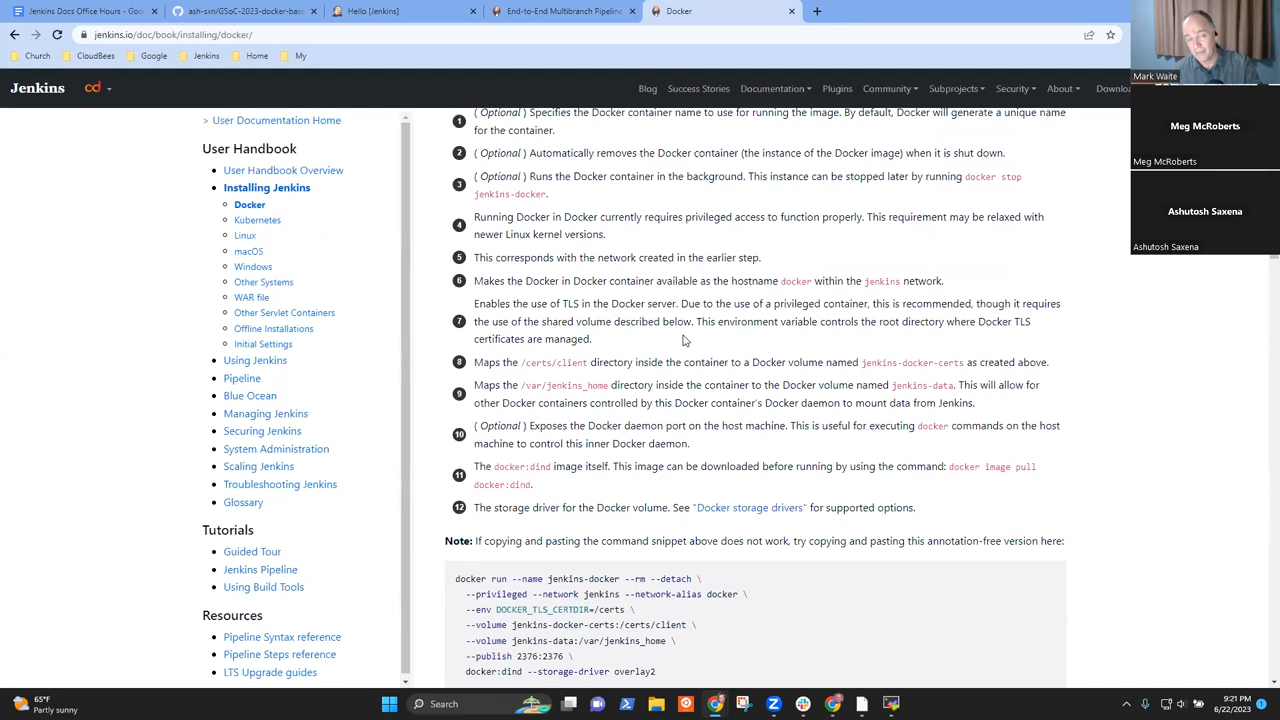 Jenkins Docs Office Hours - Goo
ash-sxn/GSoC-2023-docker-base
Hello [Jenkins]
End-to-End Multibranch Pipeline
Docker
jenkins.io/doc/book/installing/docker/
Church
CloudBees
Google
Jenkins
Home
My
Jenkins
cd
Blog
Success Stories
Documentation
Plugins
Community
Subprojects
Security
About
Downlo
Mark Waite
Meg McRoberts
Meg McRoberts
Ashutosh Saxena
Ashutosh Saxena
> User Documentation Home
User Handbook
User Handbook Overview
Installing Jenkins
Docker
Kubernetes
Linux
macOS
Windows
Other Systems
WAR file
Other Servlet Containers
Offline Installations
Initial Settings
Using Jenkins
Pipeline
Blue Ocean
Managing Jenkins
Securing Jenkins
System Administration
Scaling Jenkins
Troubleshooting Jenkins
Glossary
Tutorials
Guided Tour
Jenkins Pipeline
Using Build Tools
Resources
Pipeline Syntax reference
Pipeline Steps reference
LTS Upgrade guides
1 ( Optional ) Specifies the Docker container name to use for running the image. By default, Docker will generate a unique name
for the container.
2 ( Optional ) Automatically removes the Docker container (the instance of the Docker image) when it is shut down.
3 ( Optional ) Runs the Docker container in the background. This instance can be stopped later by running docker stop
jenkins-docker.
4 Running Docker in Docker currently requires privileged access to function properly. This requirement may be relaxed with
newer Linux kernel versions.
5 This corresponds with the network created in the earlier step.
6 Makes the Docker in Docker container available as the hostname docker within the jenkins network.
7 Enables the use of TLS in the Docker server. Due to the use of a privileged container, this is recommended, though it requires
the use of the shared volume described below. This environment variable controls the root directory where Docker TLS
certificates are managed.
8 Maps the /certs/client directory inside the container to a Docker volume named jenkins-docker-certs as created above.
9 Maps the /var/jenkins_home directory inside the container to the Docker volume named jenkins-data. This will allow for
other Docker containers controlled by this Docker container's Docker daemon to mount data from Jenkins.
10 ( Optional ) Exposes the Docker daemon port on the host machine. This is useful for executing docker commands on the host
machine to control this inner Docker daemon.
11 The docker:dind image itself. This image can be downloaded before running by using the command: docker image pull
docker:dind.
12 The storage driver for the Docker volume. See "Docker storage drivers" for supported options.
Note: If copying and pasting the command snippet above does not work, try copying and pasting this annotation-free version here:
docker run --name jenkins-docker --rm --detach \
--privileged --network jenkins --network-alias docker \
--env DOCKER_TLS_CERTDIR=/certs \
--volume jenkins-docker-certs:/certs/client \
--volume jenkins-data:/var/jenkins_home \
--publish 2376:2376 \
docker:dind --storage-driver overlay2
65°F
Partly sunny
Search
9:21 PM
6/22/2023